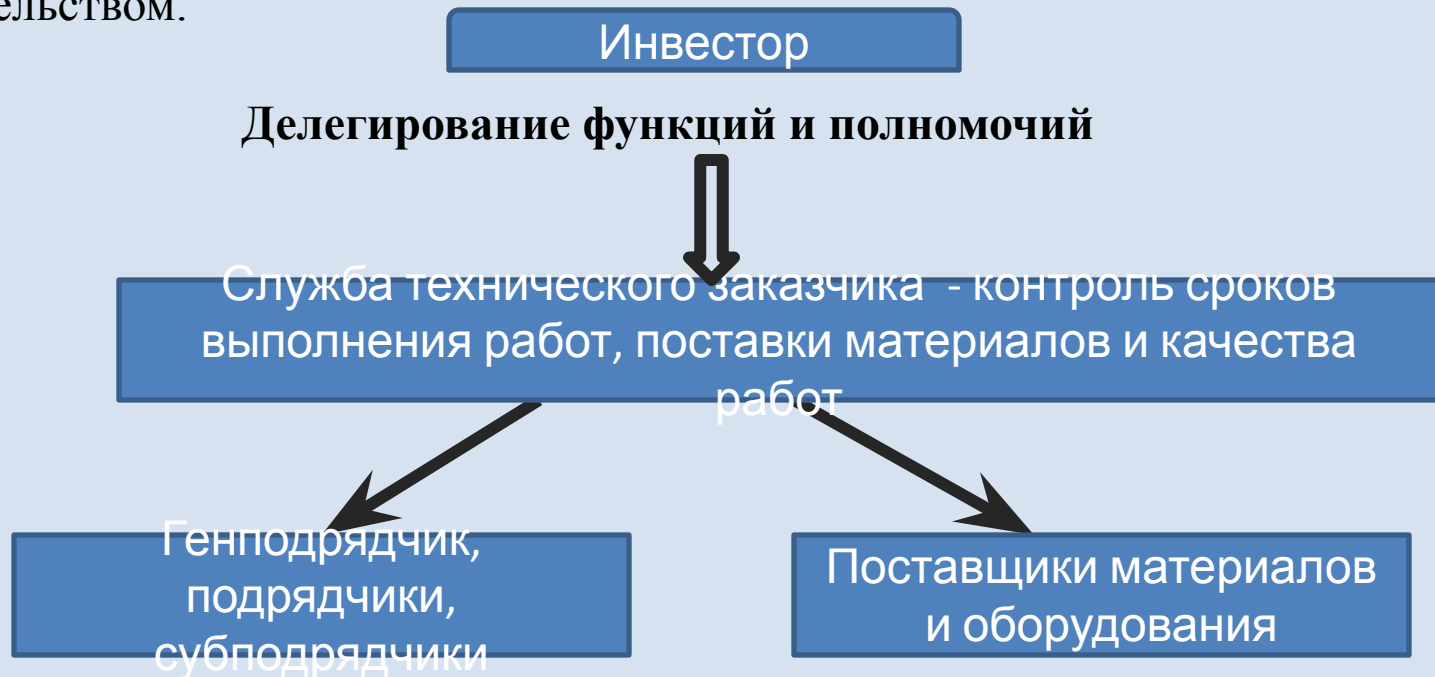 Инвестор
Делегирование функций и полномочий
Служба технического заказчика - контроль сроков
выполнения работ, поставки материалов и качества
работ
Генподрядчик,
подрядчики,
субподрядчики
Поставщики материалов
и оборудования